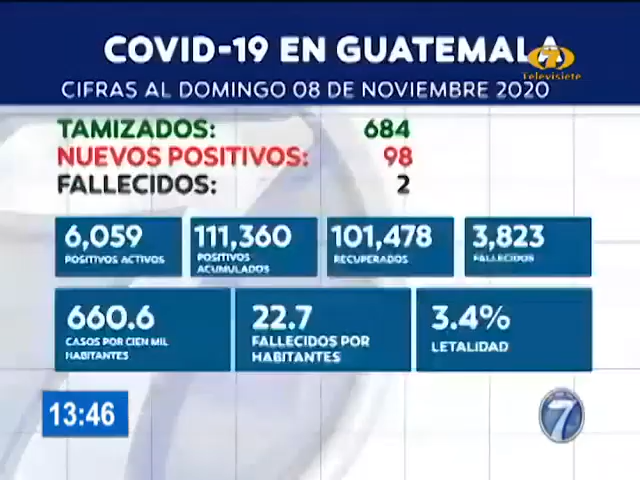 COVID-19 EN GUATEMALA
Televisiete
CIFRAS AL DOMINGO 08 DE NOVIEMBRE 2020
TAMIZADOS: 684
NUEVOS POSITIVOS: 98
FALLECIDOS: 2
6,059 111,360 101,478 3,823
POSITIVOS ACTIVOS POSITIVOS RECUPERADOS FALLECIDOS
ACUMULADOS
660.6 22.7 3.4%
CASOS POR CIEN MIL FALLECIDOS POR LETALIDAD
HABITANTES HABITANTES
13:46
7